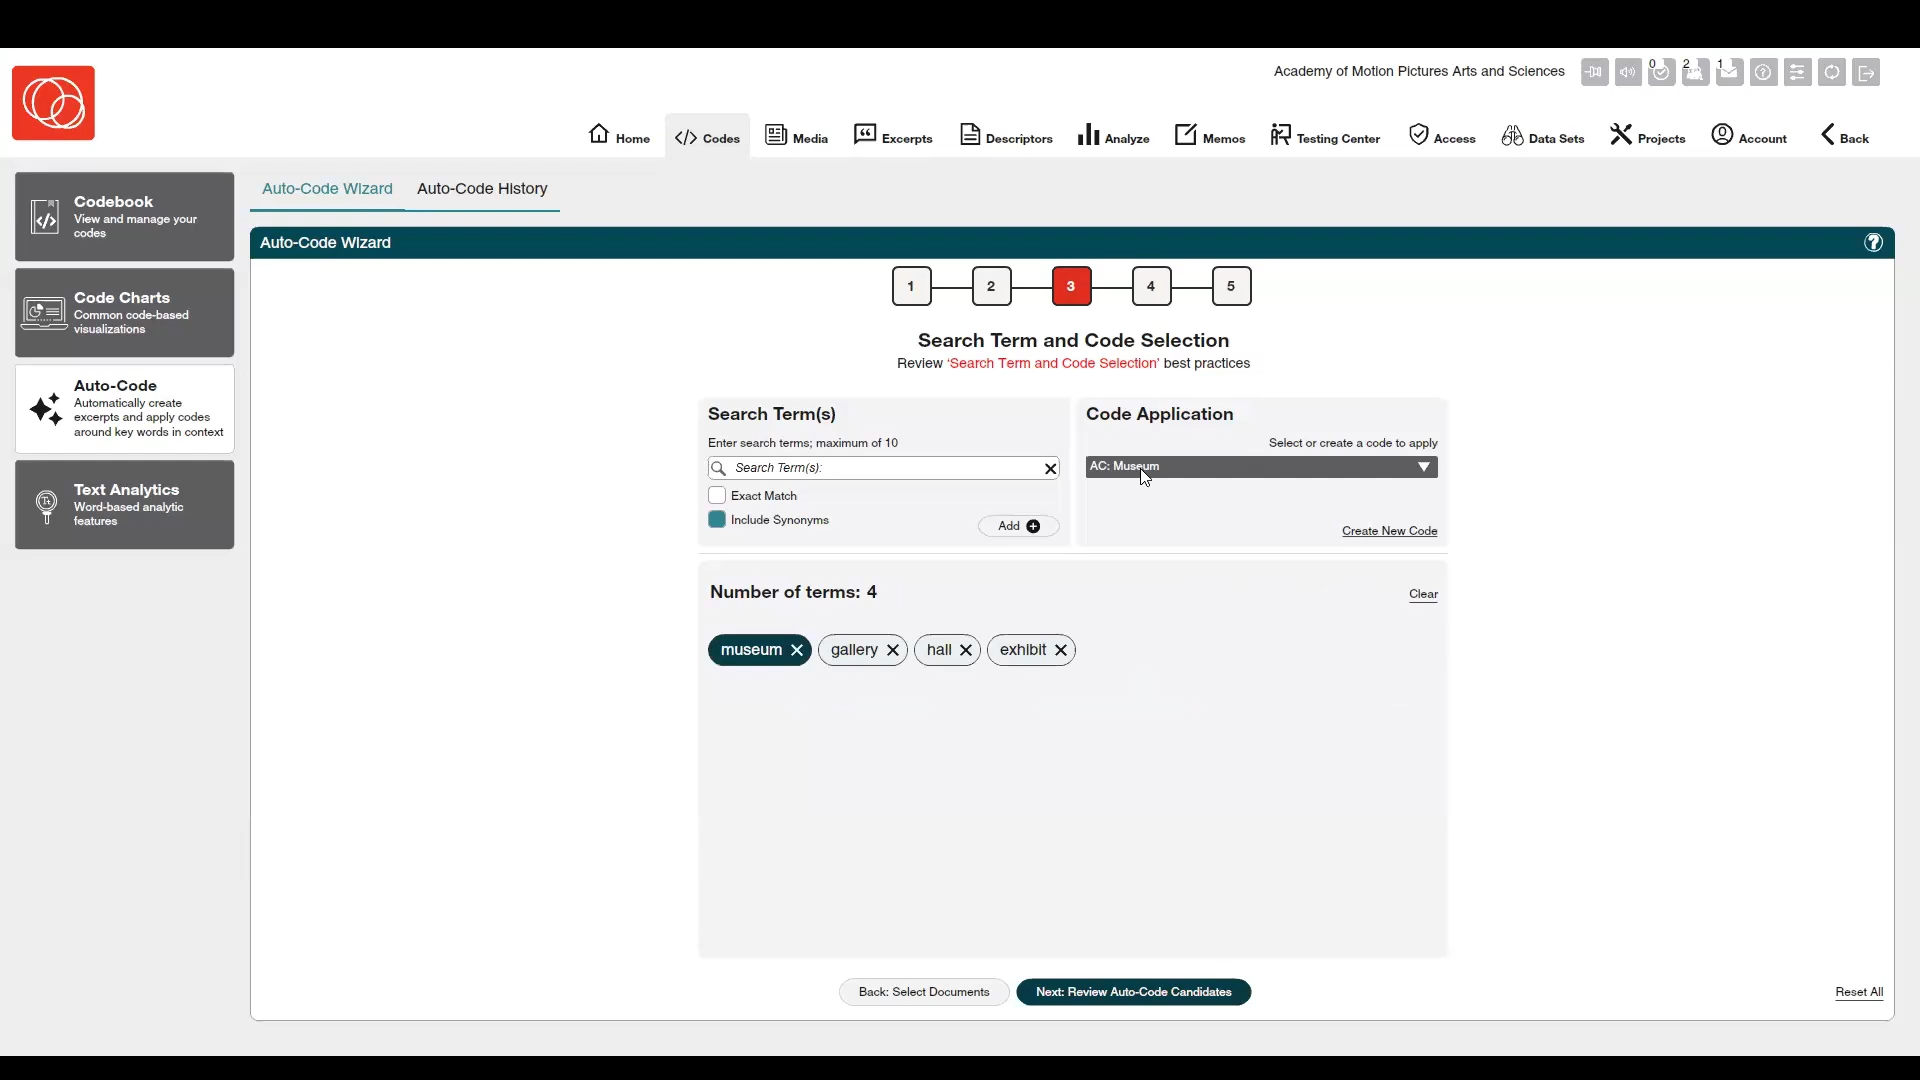 Academy of Motion Pictures Arts and Sciences
0
2
1
Home
Codes
Media
Excerpts
Descriptors
Analyze
Memos
Testing Center
Access
Data Sets
Projects
Account
Back
Codebook
View and manage your
codes
Code Charts
Common code-based
visualizations
Auto-Code
Automatically create
excerpts and apply codes
around key words in context
Text Analytics
Word-based analytic
features
Auto-Code Wizard
Auto-Code History
Auto-Code Wizard
?
1
2
3
4
5
Search Term and Code Selection
Review 'Search Term and Code Selection' best practices
Search Term(s)
Enter search terms; maximum of 10
Search Term(s):
Exact Match
Include Synonyms
Add
Code Application
Select or create a code to apply
AC: Museum
Create New Code
Number of terms: 4
Clear
museum
gallery
hall
exhibit
Back: Select Documents
Next: Review Auto-Code Candidates
Reset All